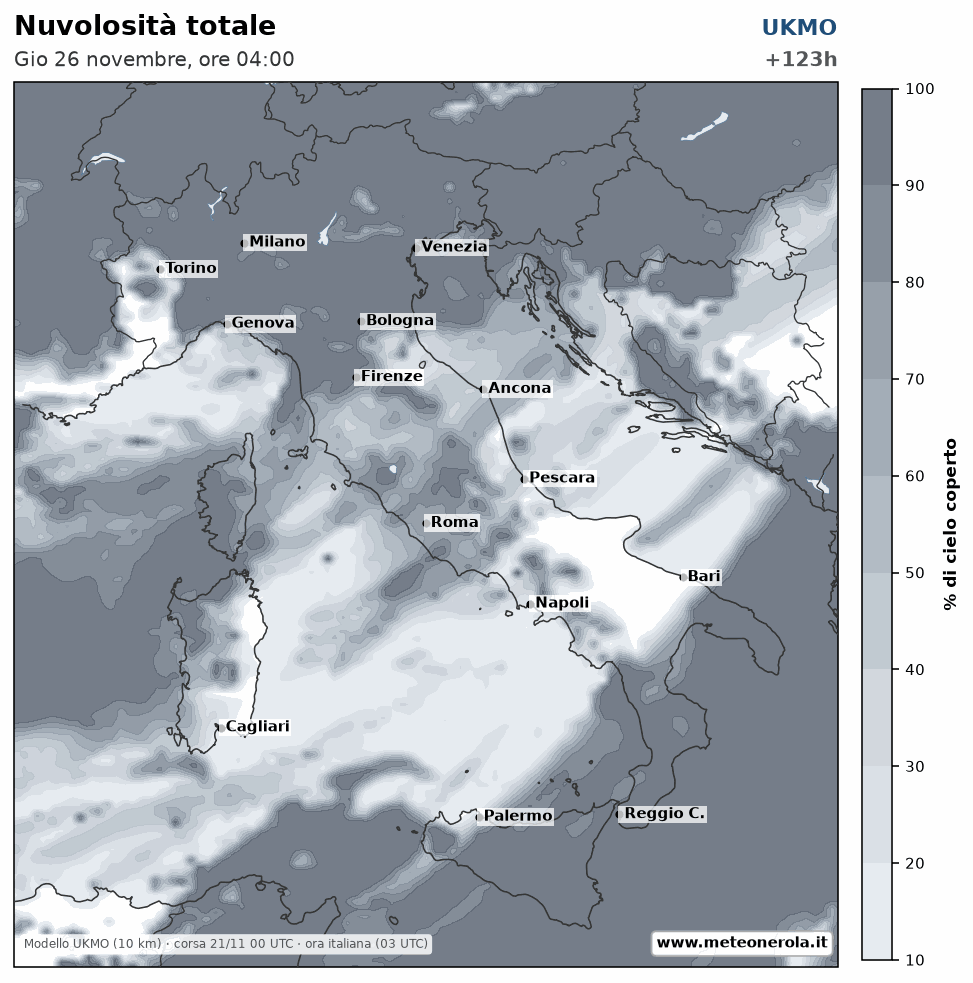 Nuvolosità totale
UKMO
Gio 26 novembre, ore 04:00
+123h
Milano
Venezia
Torino
Genova
Bologna
Firenze
Ancona
Pescara
Roma
Bari
Napoli
Cagliari
Palermo
Reggio C.
100
90
80
70
60
50
40
30
20
10
% di cielo coperto
Modello UKMO (10 km) · corsa 21/11 00 UTC · ora italiana (03 UTC)
www.meteonerola.it